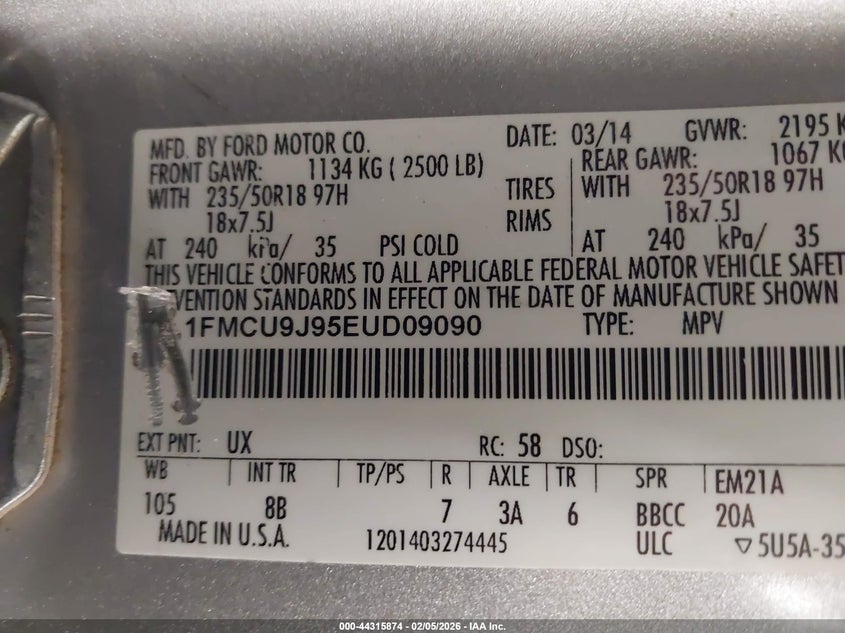 MFD. BY FORD MOTOR CO. DATE: 03/14 GVWR: 2195 K
FRONT GAWR: 1134 KG ( 2500 LB) REAR GAWR: 1067 KG
WITH 235/50R18 97H TIRES WITH 235/50R18 97H
18x7.5J RIMS 18x7.5J
AT 240 kPa/ 35 PSI COLD AT 240 kPa/ 35
THIS VEHICLE CONFORMS TO ALL APPLICABLE FEDERAL MOTOR VEHICLE SAFET
VENTION STANDARDS IN EFFECT ON THE DATE OF MANUFACTURE SHOWN
1FMCU9J95EUD09090 TYPE: MPV
EXT PNT: UX RC: 58 DSO:
WB INT TR TP/PS R AXLE TR SPR EM21A
105 8B 7 3A 6 BBCC 20A
MADE IN U.S.A. 1201403274445 ULC ▽5U5A-35
000-44315874 | 02/05/2026 - IAA Inc.